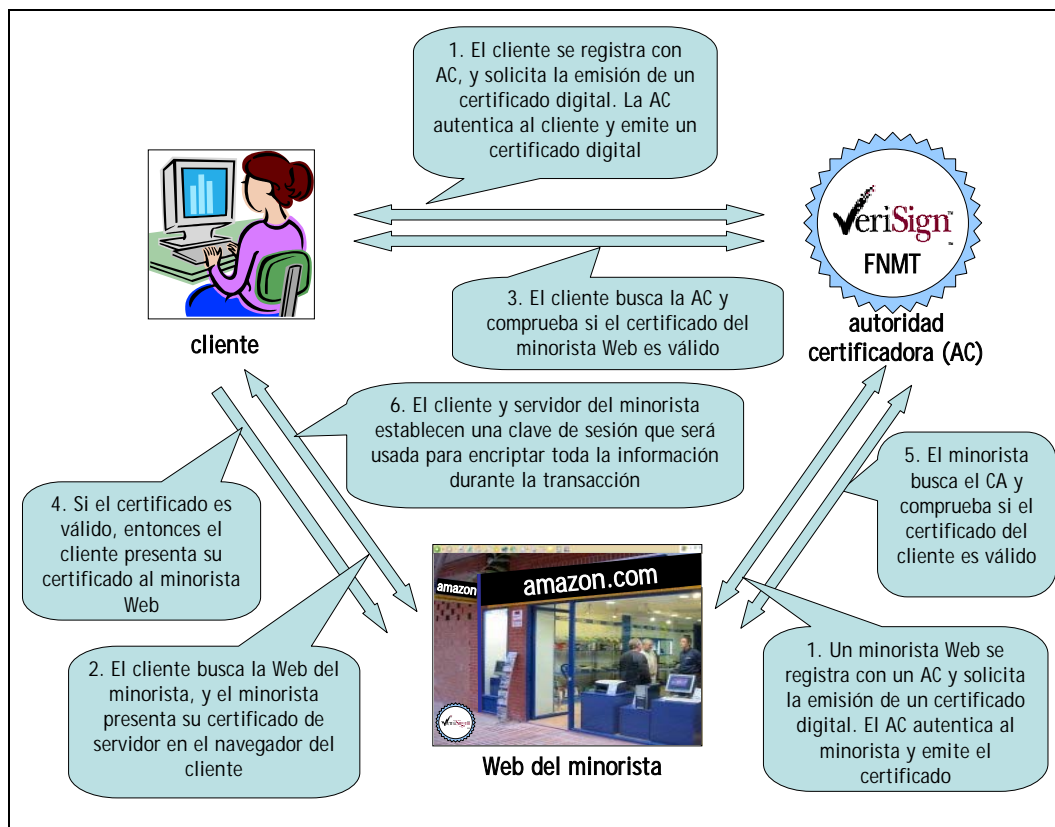 1. El cliente se registra con
AC, y solicita la emisión de un
certificado digital. La AC
autentica al cliente y emite un
certificado digital
VeriSign™
™
FNMT
autoridad
certificadora (AC)
cliente
3. El cliente busca la AC y
comprueba si el certificado del
minorista Web es válido
6. El cliente y servidor del minorista
establecen una clave de sesión que será
usada para encriptar toda la información
durante la transacción
5. El minorista
busca el CA y
comprueba si el
certificado del
cliente es válido
4. Si el certificado es
válido, entonces el
cliente presenta su
certificado al minorista
Web
amazon.com
amazon.com
2. El cliente busca la Web del
minorista, y el minorista
presenta su certificado de
servidor en el navegador del
cliente
VeriSign
Web del minorista
1. Un minorista Web se
registra con un AC y solicita
la emisión de un certificado
digital. El AC autentica al
minorista y emite el
certificado